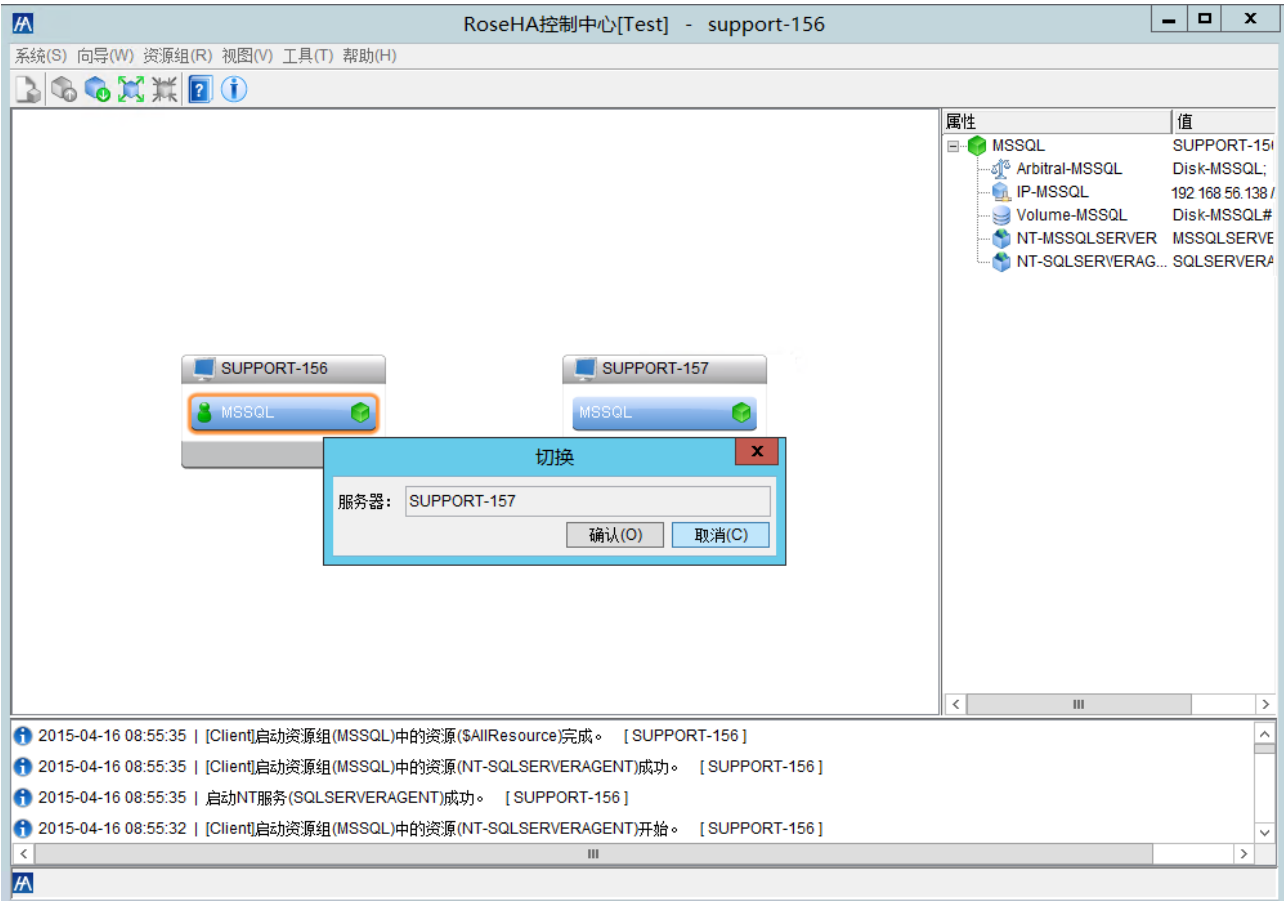 RoseHA控制中心[Test] - support-156
系统(S) 向导(W) 资源组(R) 视图(V) 工具(T) 帮助(H)
属性 值
MSSQL SUPPORT-15
Arbitral-MSSQL Disk-MSSQL;
IP-MSSQL 192 168 56.138 /
Volume-MSSQL Disk-MSSQL#
NT-MSSQLSERVER MSSQLSERVE
NT-SQLSERVERAG... SQLSERVERA
SUPPORT-156
MSSQL
SUPPORT-157
MSSQL
切换
服务器: SUPPORT-157
确认(O) 取消(C)
2015-04-16 08:55:35 | [Client]启动资源组(MSSQL)中的资源($AllResource)完成。 [ SUPPORT-156 ]
2015-04-16 08:55:35 | [Client]启动资源组(MSSQL)中的资源(NT-SQLSERVERAGENT)成功。 [ SUPPORT-156 ]
2015-04-16 08:55:35 | 启动NT服务(SQLSERVERAGENT)成功。 [ SUPPORT-156 ]
2015-04-16 08:55:32 | [Client]启动资源组(MSSQL)中的资源(NT-SQLSERVERAGENT)开始。 [ SUPPORT-156 ]